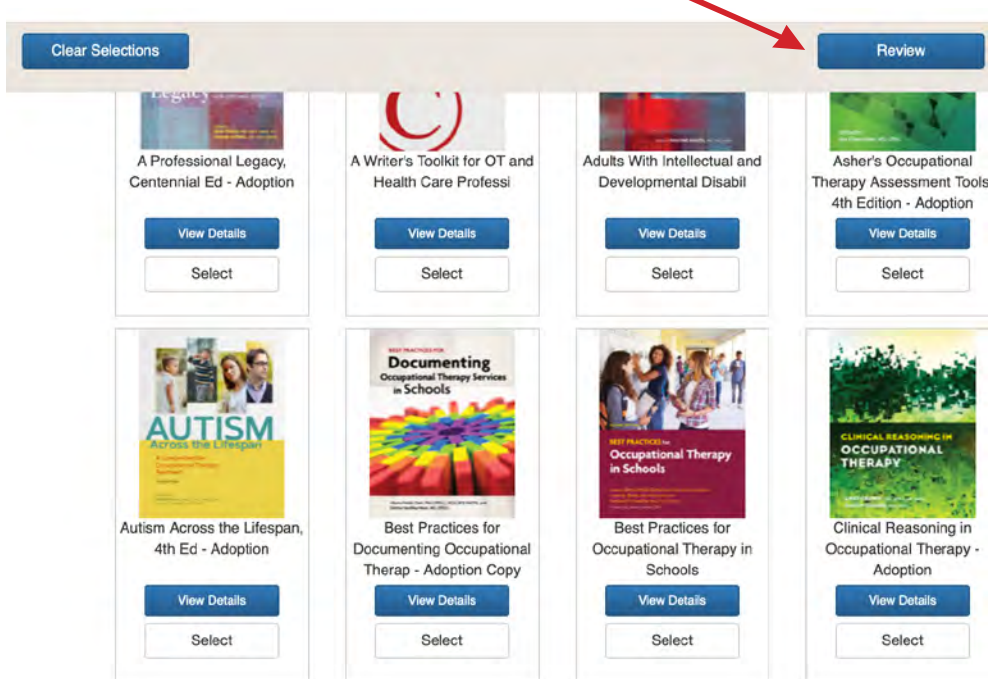 Clear Selections
Review
Legacy
A Professional Legacy,
Centennial Ed - Adoption
View Details
Select
C
A Writer's Toolkit for OT and
Health Care Professi
View Details
Select
Adults With Intellectual and
Developmental Disabil
View Details
Select
Asher's Occupational
Therapy Assessment Tools
4th Edition - Adoption
View Details
Select
AUTISM
Across the Lifespan
Autism Across the Lifespan,
4th Ed - Adoption
View Details
Select
BEST PRACTICES FOR
Documenting
Occupational Therapy Services
in Schools
Best Practices for
Documenting Occupational
Therap - Adoption Copy
View Details
Select
BEST PRACTICES for
Occupational Therapy
in Schools
Best Practices for
Occupational Therapy in
Schools
View Details
Select
CLINICAL REASONING IN
OCCUPATIONAL
THERAPY
Clinical Reasoning in
Occupational Therapy -
Adoption
View Details
Select